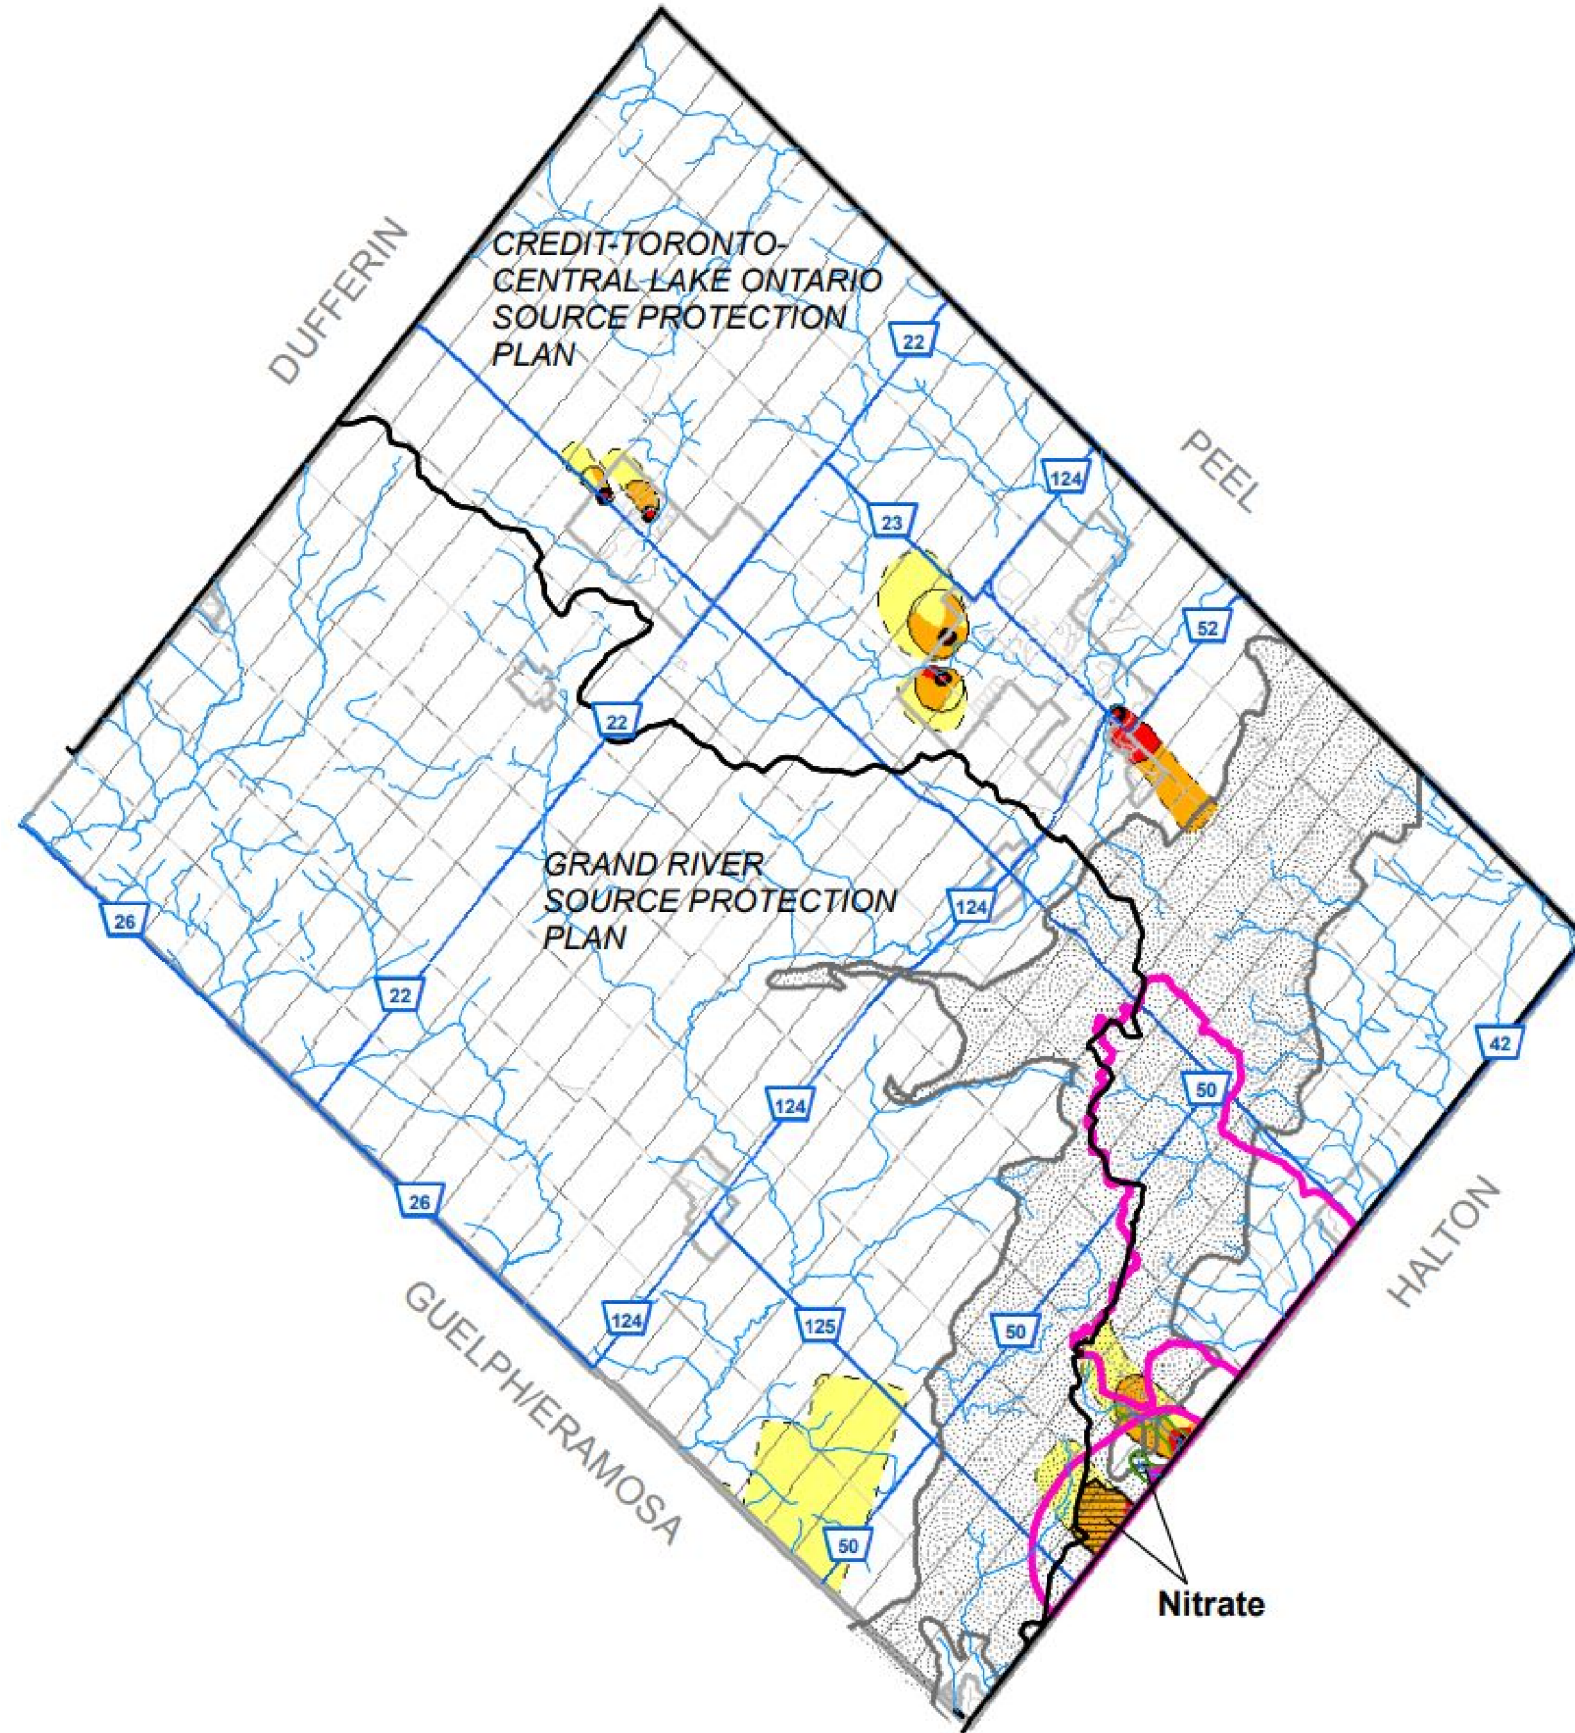 CREDIT-TORONTO-
CENTRAL LAKE ONTARIO
SOURCE PROTECTION
PLAN
DUFFERIN
22
PEEL
124
23
52
22
GRAND RIVER
SOURCE PROTECTION
PLAN
124
26
22
42
50
124
26
HALTON
124
125
50
GUELPH/ERAMOSA
50
Nitrate